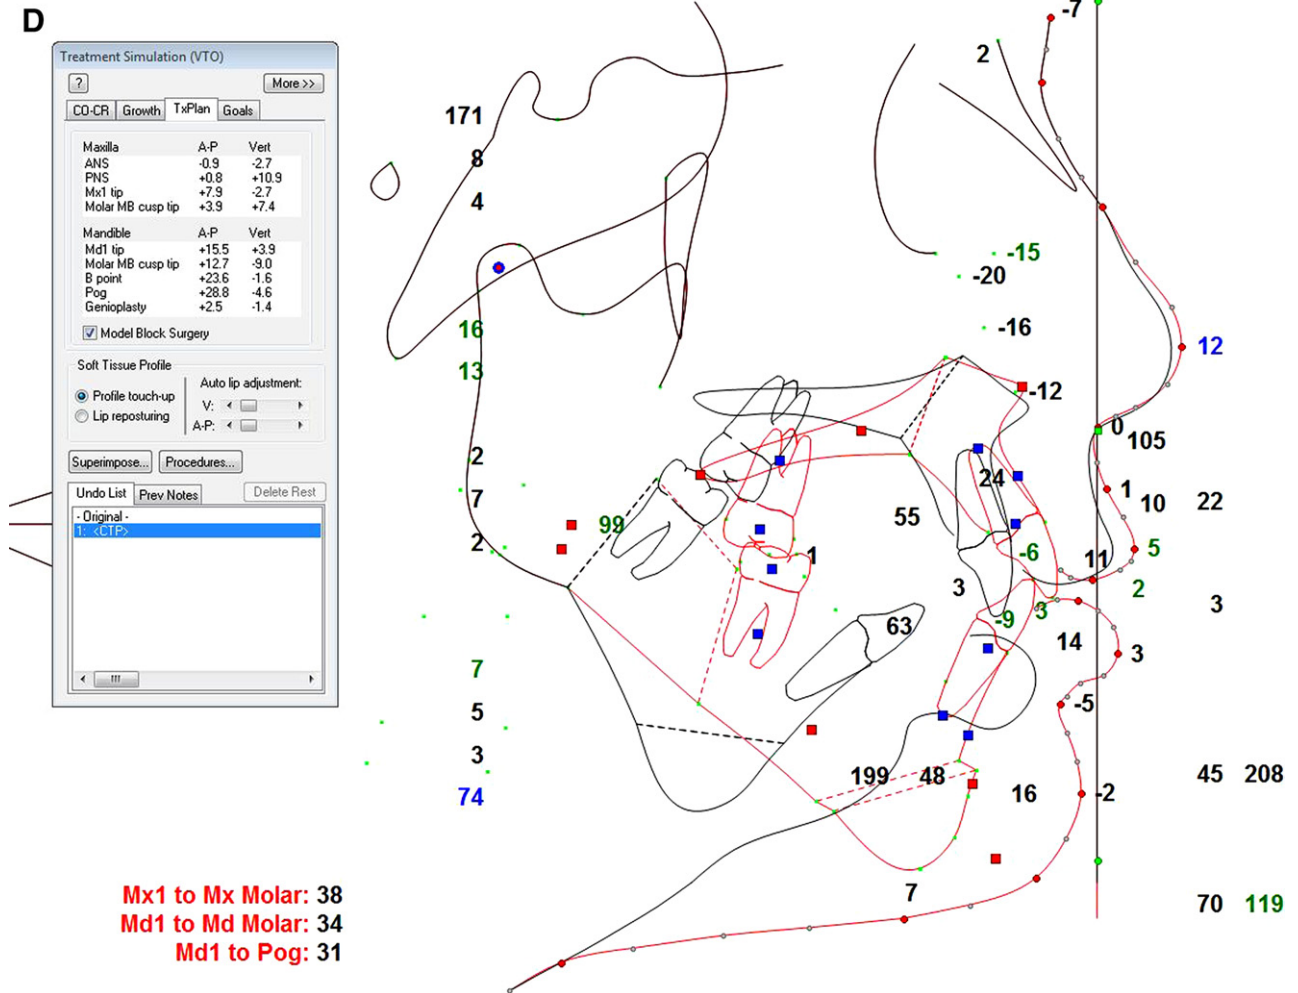 D
Treatment Simulation (VTO)
? More >>
CO-CR Growth TxPlan Goals
Maxilla A-P Vert
ANS -0.9 -2.7
PNS +0.8 +10.9
Mx1 tip +7.9 -2.7
Molar MB cusp tip +3.9 +7.4
Mandible A-P Vert
Md1 tip +15.5 +3.9
Molar MB cusp tip +12.7 -9.0
B point +23.6 -1.6
Pog +28.8 -4.6
Genioplasty +2.5 -1.4
Model Block Surgery
Soft Tissue Profile
Profile touch-up
Lip reposturing
Auto lip adjustment:
V:
A-P:
Superimpose... Procedures...
Undo List Prev Notes Delete Rest
- Original -
1: <CTP>
-7
2
171
8
4
-15
-20
-16
16
12
13
-12
0
105
2
24
1
10
22
7
99
55
2
1
-6
11
5
3
2
3
3
-9
63
14
3
7
-5
5
3
199
48
45
208
74
16
-2
7
70
119
Mx1 to Mx Molar: 38
Md1 to Md Molar: 34
Md1 to Pog: 31